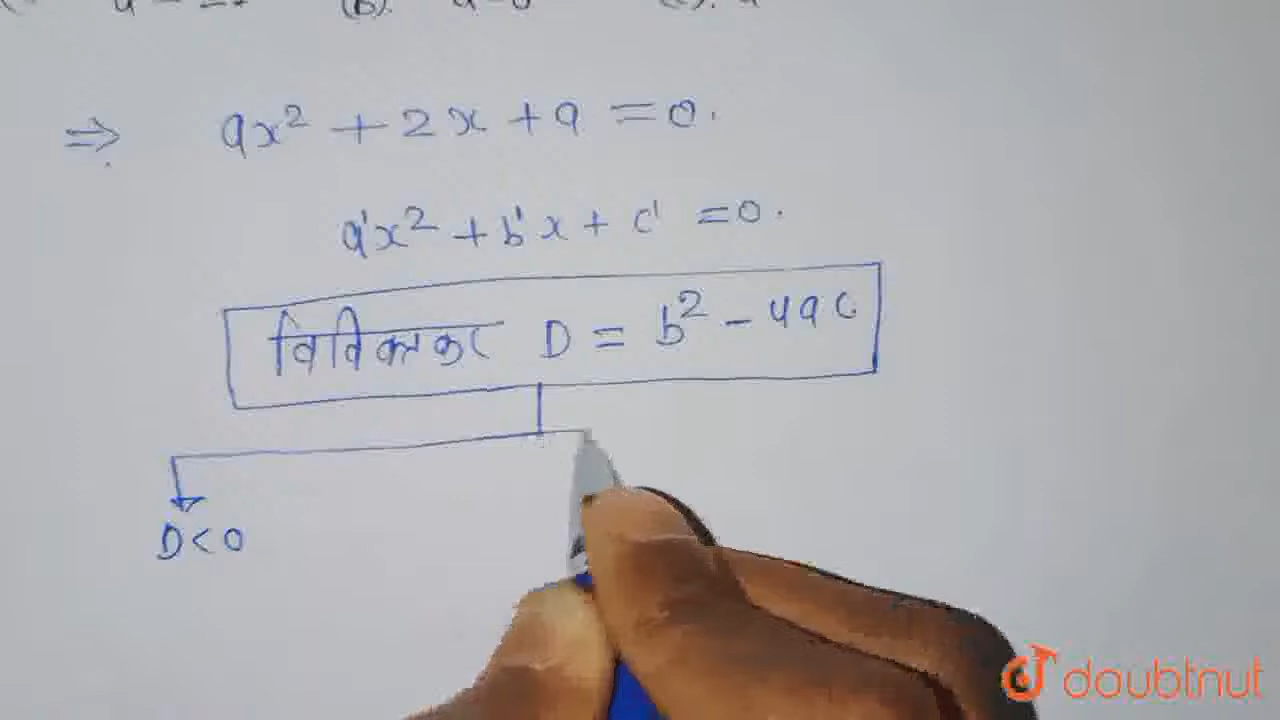 (B).
⇒ ax² + 2x + a = 0.
a'x² + b'x + c' = 0.
विविक्तकर D = b² - 4ac
D < 0
doubtnut